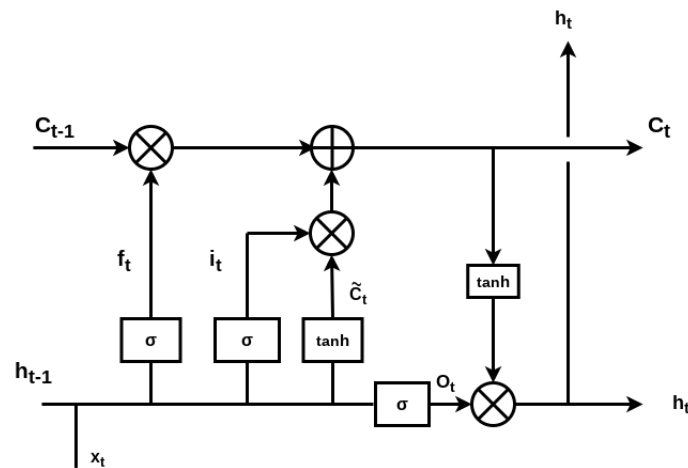 h_t
C_{t-1}
C_t
f_t
i_t
C̃_t
tanh
σ
σ
tanh
h_{t-1}
O_t
σ
h_t
x_t